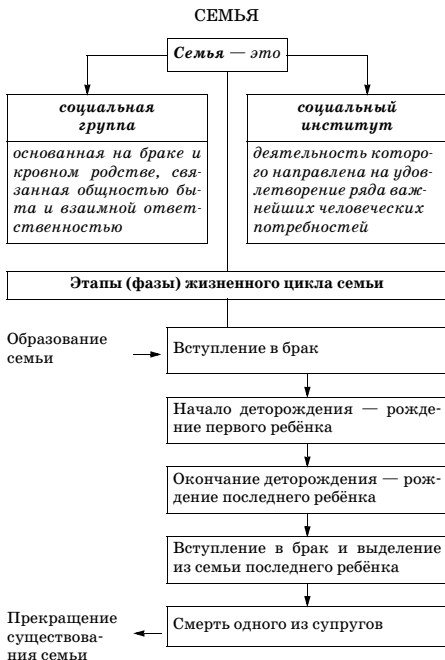 СЕМЬЯ
Семья — это
социальная
группа
основанная на браке и
кровном родстве, свя-
занная общностью бы-
та и взаимной ответ-
ственностью
социальный
институт
деятельность которо-
го направлена на удов-
летворение ряда важ-
нейших человеческих
потребностей
Этапы (фазы) жизненного цикла семьи
Образование
семьи
Вступление в брак
Начало деторождения — рожде-
ние первого ребёнка
Окончание деторождения — рож-
дение последнего ребёнка
Вступление в брак и выделение
из семьи последнего ребёнка
Смерть одного из супругов
Прекращение
существова-
ния семьи